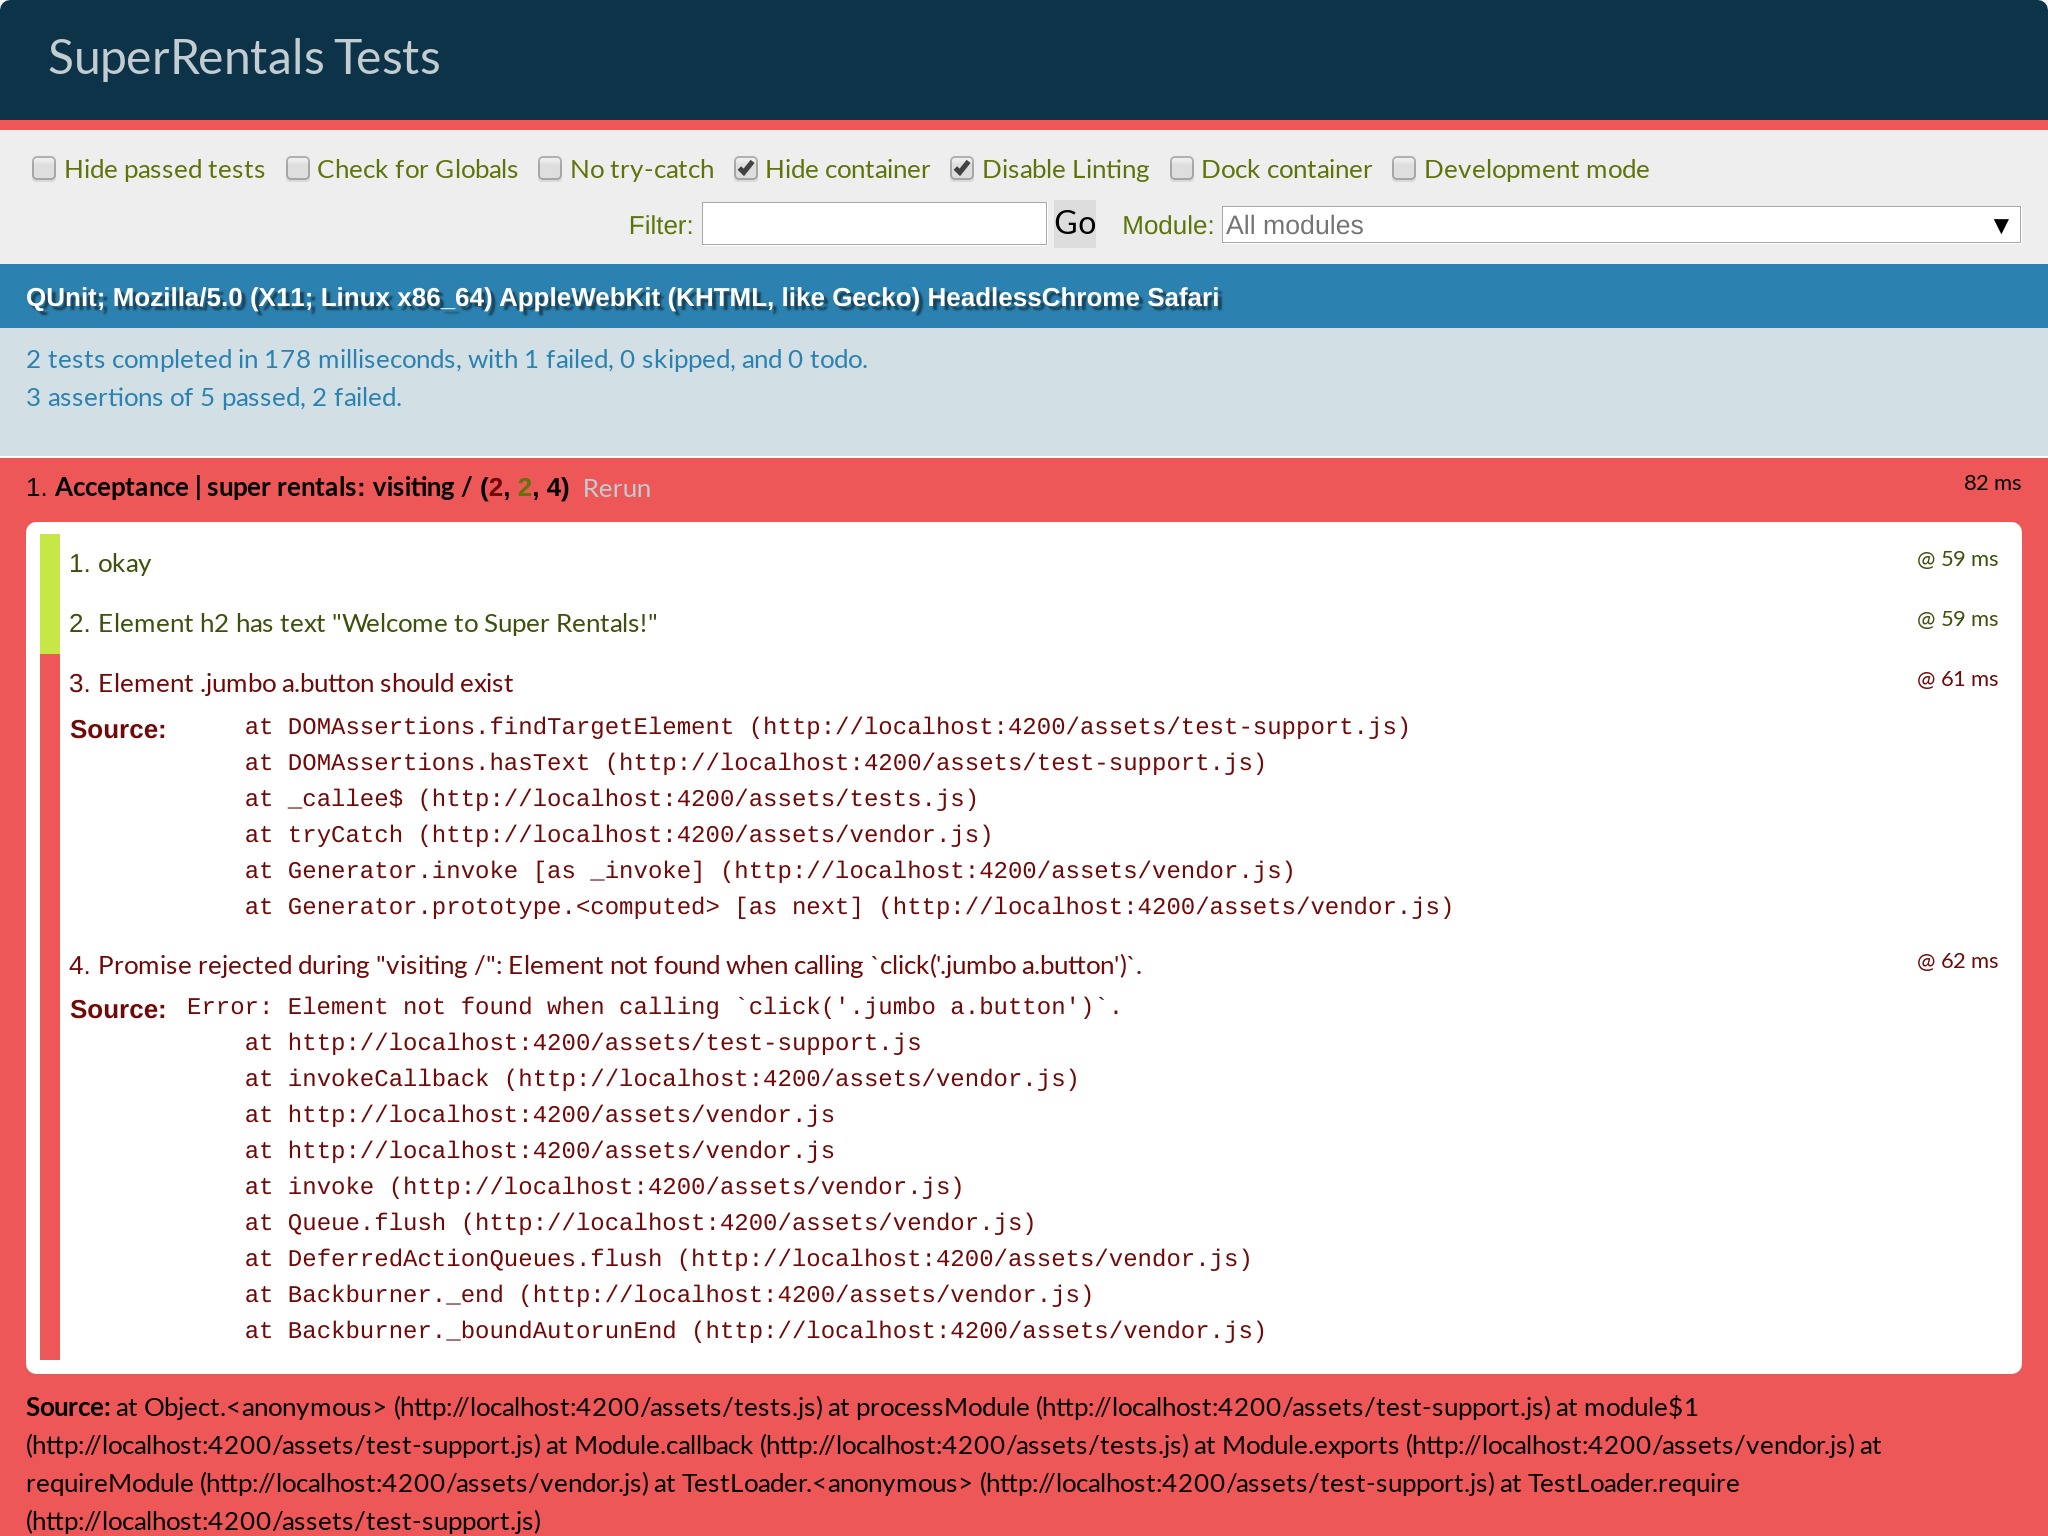 SuperRentals Tests
Hide passed tests Check for Globals No try-catch Hide container Disable Linting Dock container Development mode
Filter: Go Module: All modules ▼
QUnit; Mozilla/5.0 (X11; Linux x86_64) AppleWebKit (KHTML, like Gecko) HeadlessChrome Safari
2 tests completed in 178 milliseconds, with 1 failed, 0 skipped, and 0 todo.
3 assertions of 5 passed, 2 failed.
1. Acceptance | super rentals: visiting / (2, 2, 4) Rerun 82 ms
1. okay @ 59 ms
2. Element h2 has text "Welcome to Super Rentals!" @ 59 ms
3. Element .jumbo a.button should exist @ 61 ms
Source: at DOMAssertions.findTargetElement (http://localhost:4200/assets/test-support.js)
at DOMAssertions.hasText (http://localhost:4200/assets/test-support.js)
at _callee$ (http://localhost:4200/assets/tests.js)
at tryCatch (http://localhost:4200/assets/vendor.js)
at Generator.invoke [as _invoke] (http://localhost:4200/assets/vendor.js)
at Generator.prototype.<computed> [as next] (http://localhost:4200/assets/vendor.js)
4. Promise rejected during "visiting /": Element not found when calling `click('.jumbo a.button')`. @ 62 ms
Source: Error: Element not found when calling `click('.jumbo a.button')`.
at http://localhost:4200/assets/test-support.js
at invokeCallback (http://localhost:4200/assets/vendor.js)
at http://localhost:4200/assets/vendor.js
at http://localhost:4200/assets/vendor.js
at invoke (http://localhost:4200/assets/vendor.js)
at Queue.flush (http://localhost:4200/assets/vendor.js)
at DeferredActionQueues.flush (http://localhost:4200/assets/vendor.js)
at Backburner._end (http://localhost:4200/assets/vendor.js)
at Backburner._boundAutorunEnd (http://localhost:4200/assets/vendor.js)
Source: at Object.<anonymous> (http://localhost:4200/assets/tests.js) at processModule (http://localhost:4200/assets/test-support.js) at module$1
(http://localhost:4200/assets/test-support.js) at Module.callback (http://localhost:4200/assets/tests.js) at Module.exports (http://localhost:4200/assets/vendor.js) at
requireModule (http://localhost:4200/assets/vendor.js) at TestLoader.<anonymous> (http://localhost:4200/assets/test-support.js) at TestLoader.require
(http://localhost:4200/assets/test-support.js)